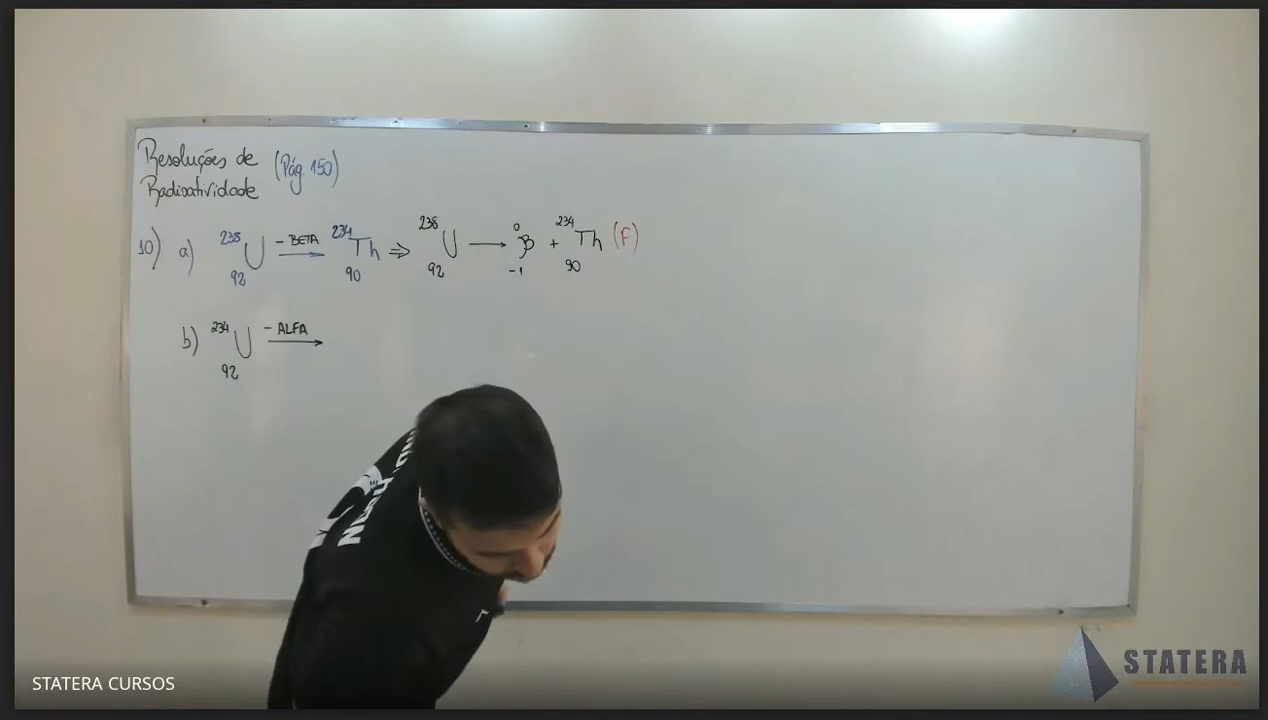 Resoluções de (Pág. 150)
Radioatividade
10) a) 238 92 U - BETA → 234 90 Th ⇒ 238 92 U → 0 -1 β + 234 90 Th (F)
b) 234 92 U - ALFA →
STATERA
STATERA CURSOS